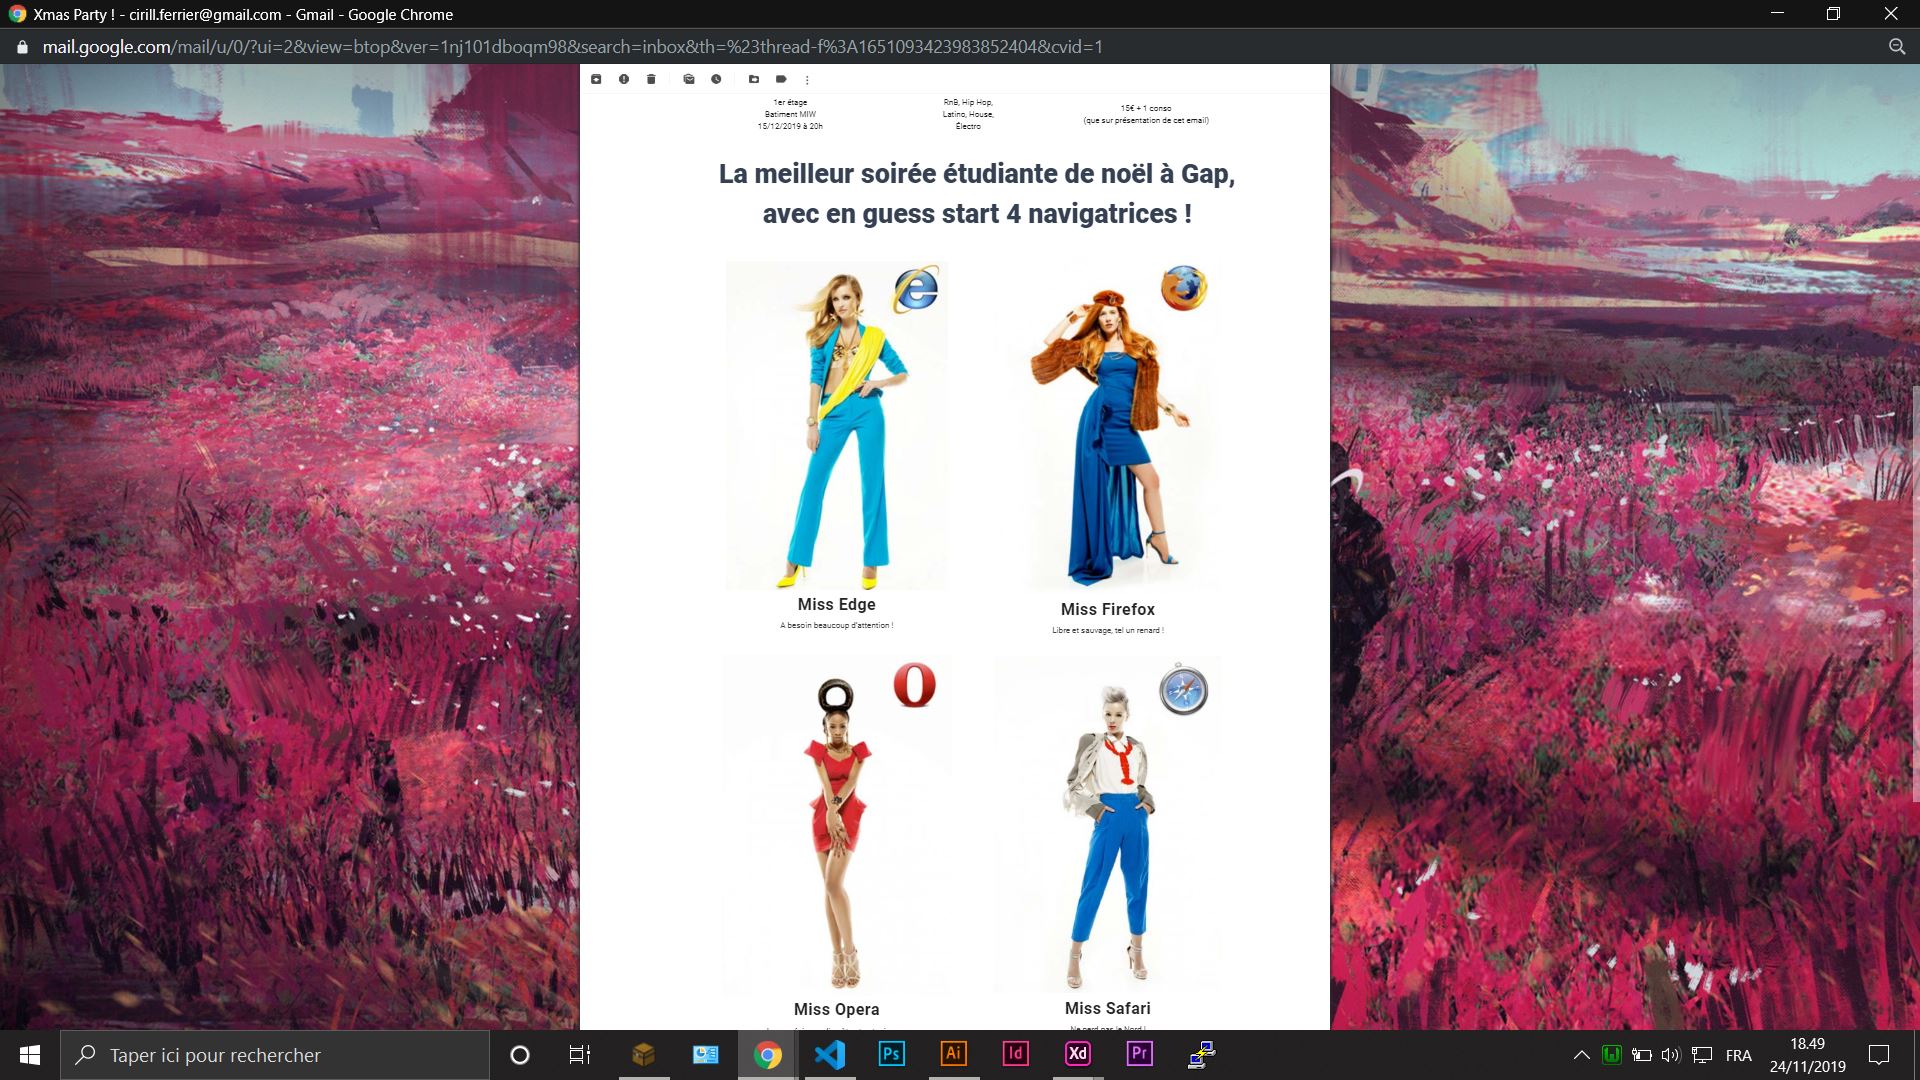 Xmas Party ! - cirill.ferrier@gmail.com - Gmail - Google Chrome
mail.google.com/mail/u/0/?ui=2&view=btop&ver=1nj101dboqm98&search=inbox&th=%23thread-f%3A1651093423983852404&cvid=1
1er étage
Batiment MIW
15/12/2019 à 20h
RnB, Hip Hop,
Latino, House,
Électro
15€ + 1 conso
(que sur présentation de cet email)
La meilleur soirée étudiante de noël à Gap,
avec en guess start 4 navigatrices !
Miss Edge
A besoin beaucoup d'attention !
Miss Firefox
Libre et sauvage, tel un renard !
Miss Opera
Miss Safari
Ne perd pas le Nord !
Taper ici pour rechercher
Ps
Ai
Id
Xd
Pr
FRA
18.49
24/11/2019